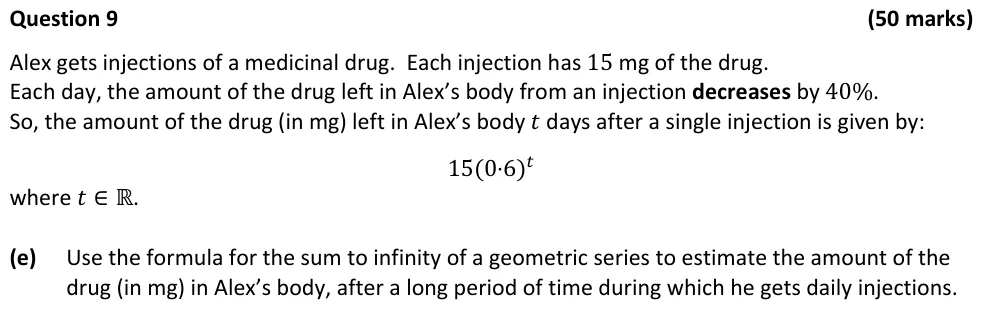 Question 9 (50 marks)
Alex gets injections of a medicinal drug. Each injection has 15 mg of the drug.
Each day, the amount of the drug left in Alex’s body from an injection decreases by 40%.
So, the amount of the drug (in mg) left in Alex’s body t days after a single injection is given by:
15(0·6)^t
where t ∈ ℝ.
(e) Use the formula for the sum to infinity of a geometric series to estimate the amount of the
drug (in mg) in Alex’s body, after a long period of time during which he gets daily injections.